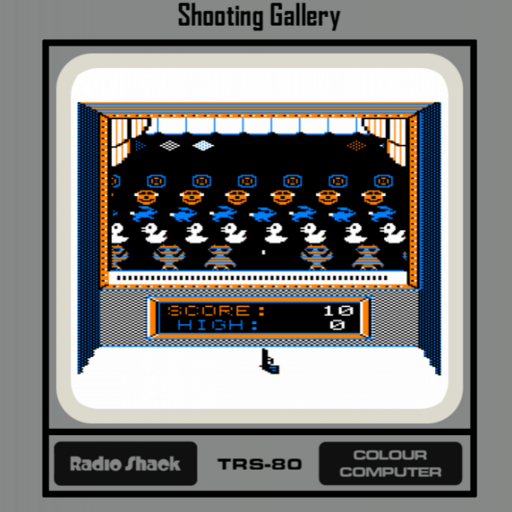 Shooting Gallery
SCORE: 10
HIGH: 0
Radio Shack
TRS-80
COLOUR
COMPUTER